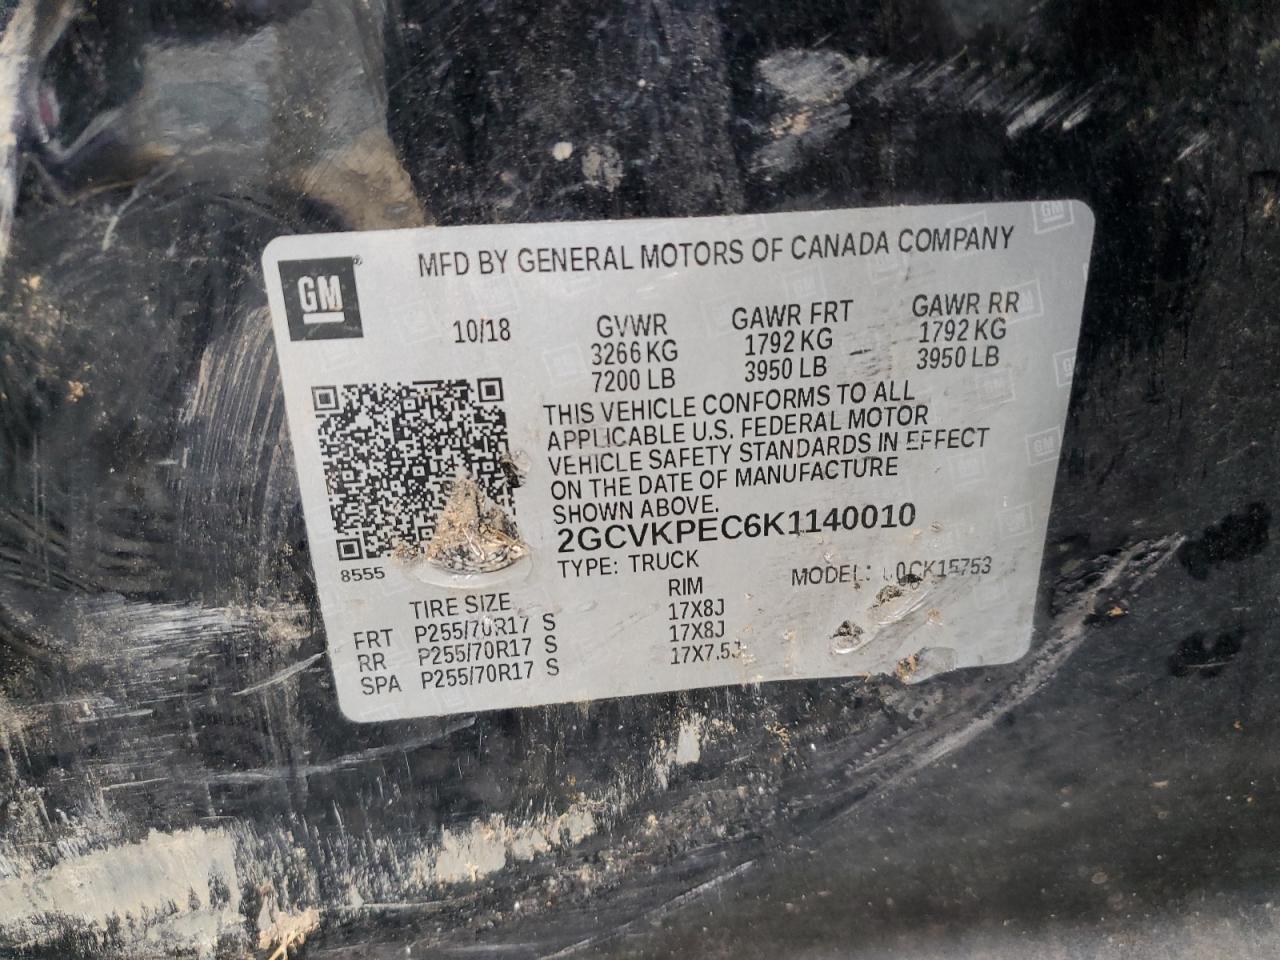 GM
MFD BY GENERAL MOTORS OF CANADA COMPANY
10/18 GVWR GAWR FRT GAWR RR
3266 KG 1792 KG 1792 KG
7200 LB 3950 LB 3950 LB
THIS VEHICLE CONFORMS TO ALL
APPLICABLE U.S. FEDERAL MOTOR
VEHICLE SAFETY STANDARDS IN EFFECT
ON THE DATE OF MANUFACTURE
SHOWN ABOVE.
2GCVKPEC6K1140010
8555 TYPE: TRUCK MODEL:
TIRE SIZE RIM
FRT P255/70R17 S 17X8J
RR P255/70R17 S 17X8J
SPA P255/70R17 S 17X7.5J